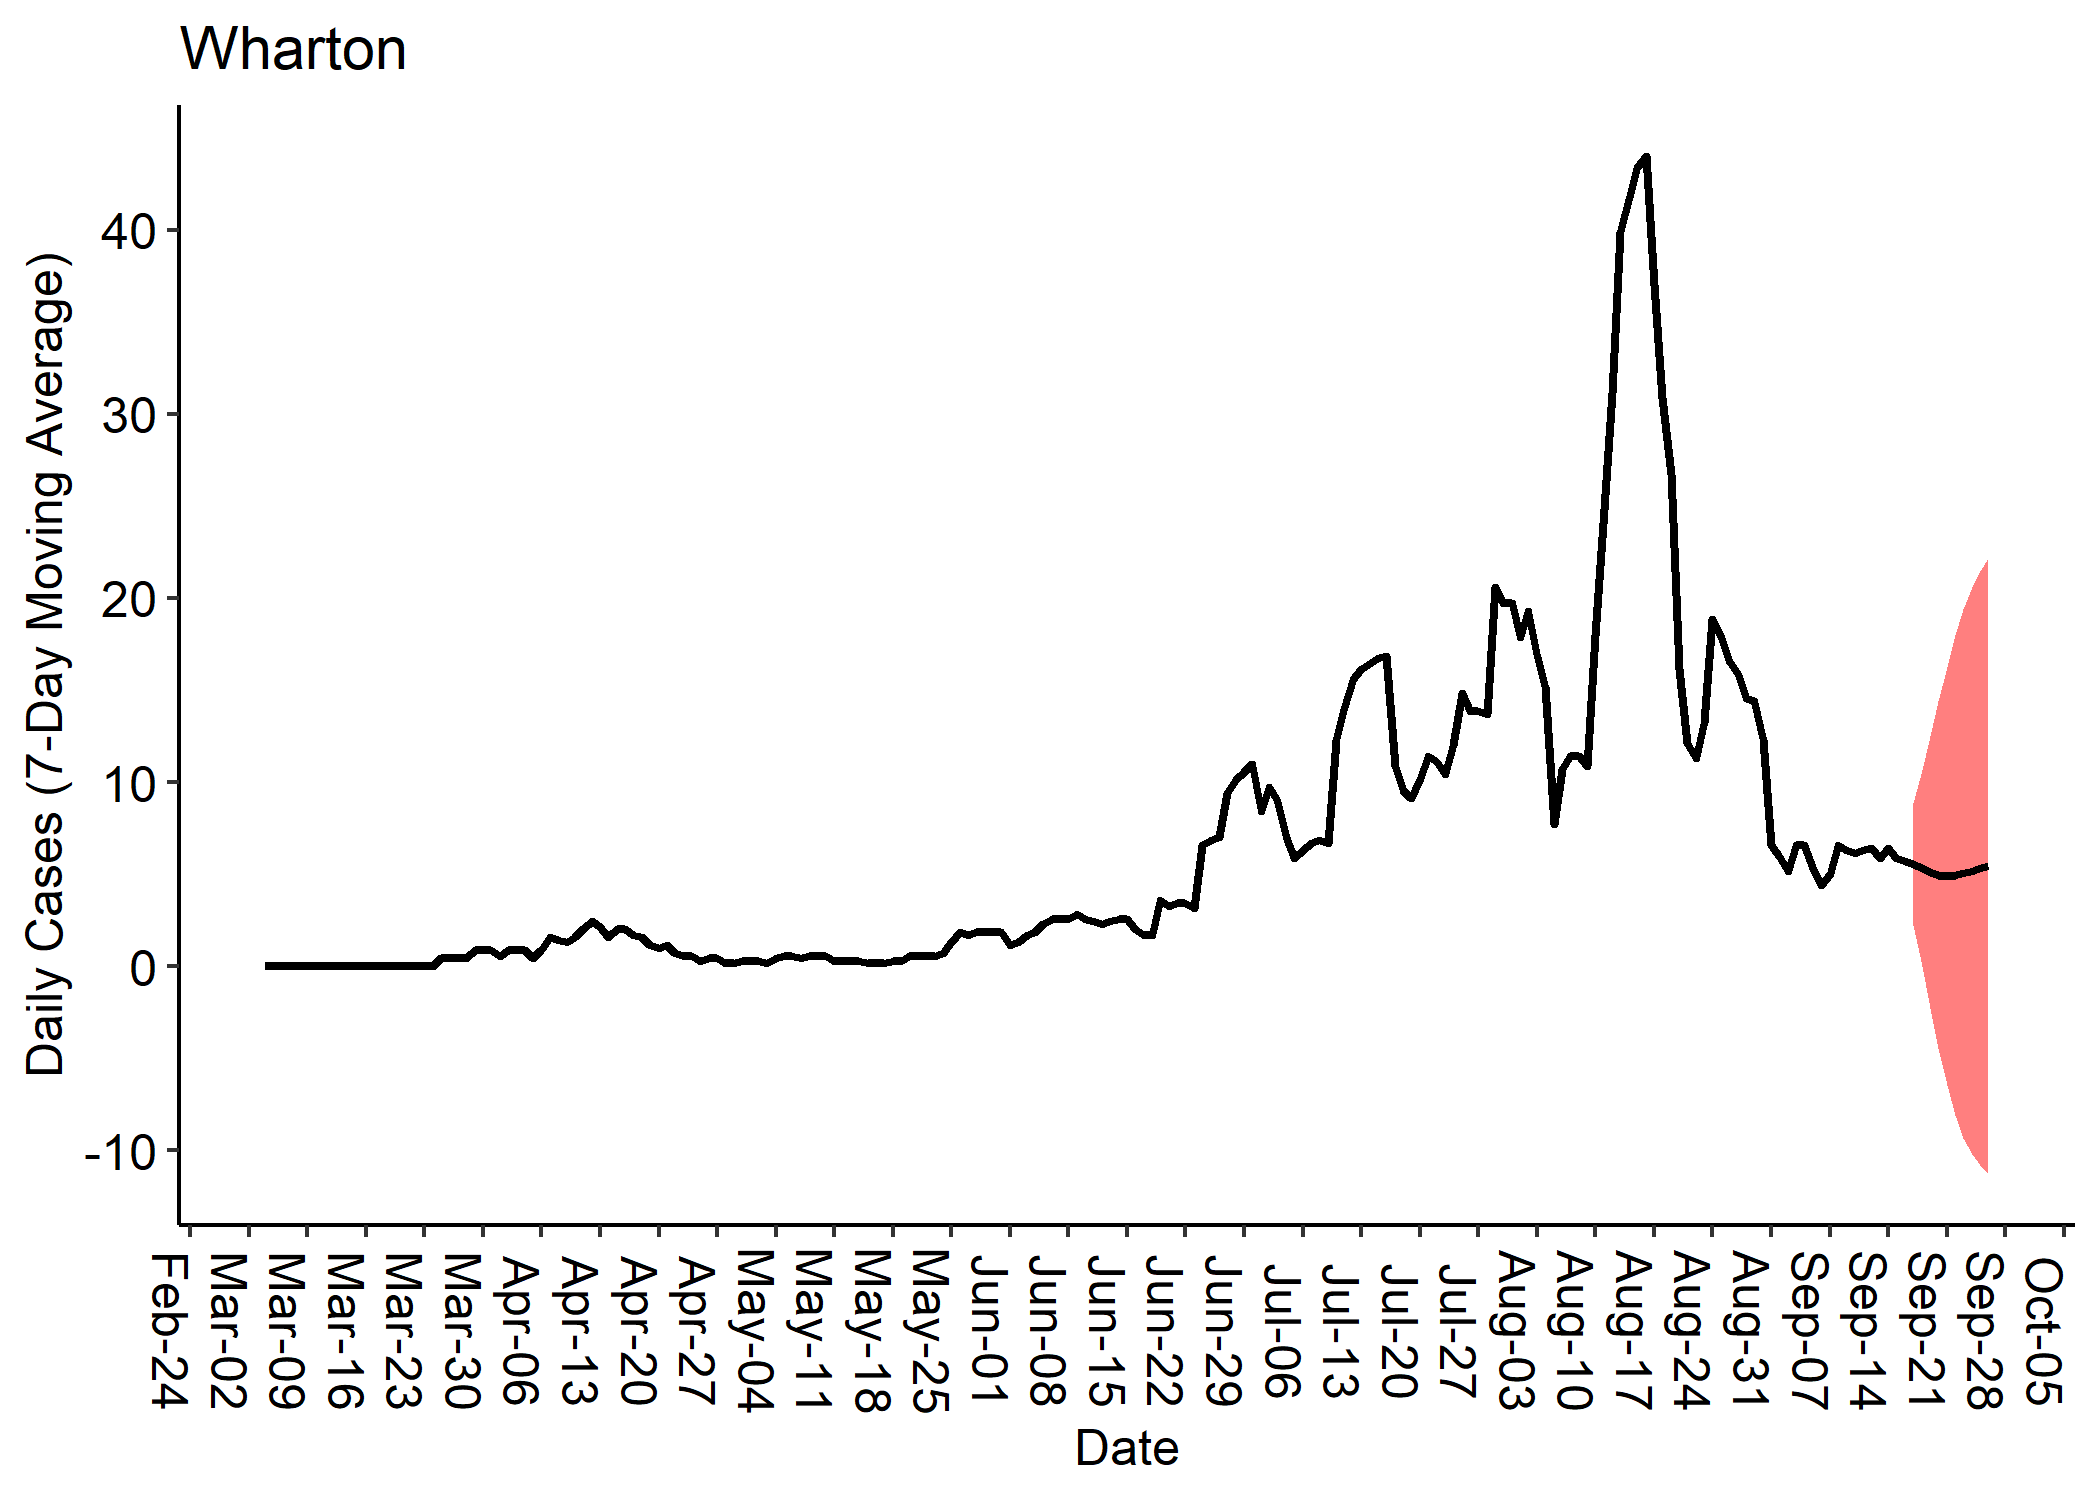 Wharton
Daily Cases (7-Day Moving Average)
40
30
20
10
0
-10
Feb-24
Mar-02
Mar-09
Mar-16
Mar-23
Mar-30
Apr-06
Apr-13
Apr-20
Apr-27
May-04
May-11
May-18
May-25
Jun-01
Jun-08
Jun-15
Jun-22
Jun-29
Jul-06
Jul-13
Jul-20
Jul-27
Aug-03
Aug-10
Aug-17
Aug-24
Aug-31
Sep-07
Sep-14
Sep-21
Sep-28
Oct-05
Date